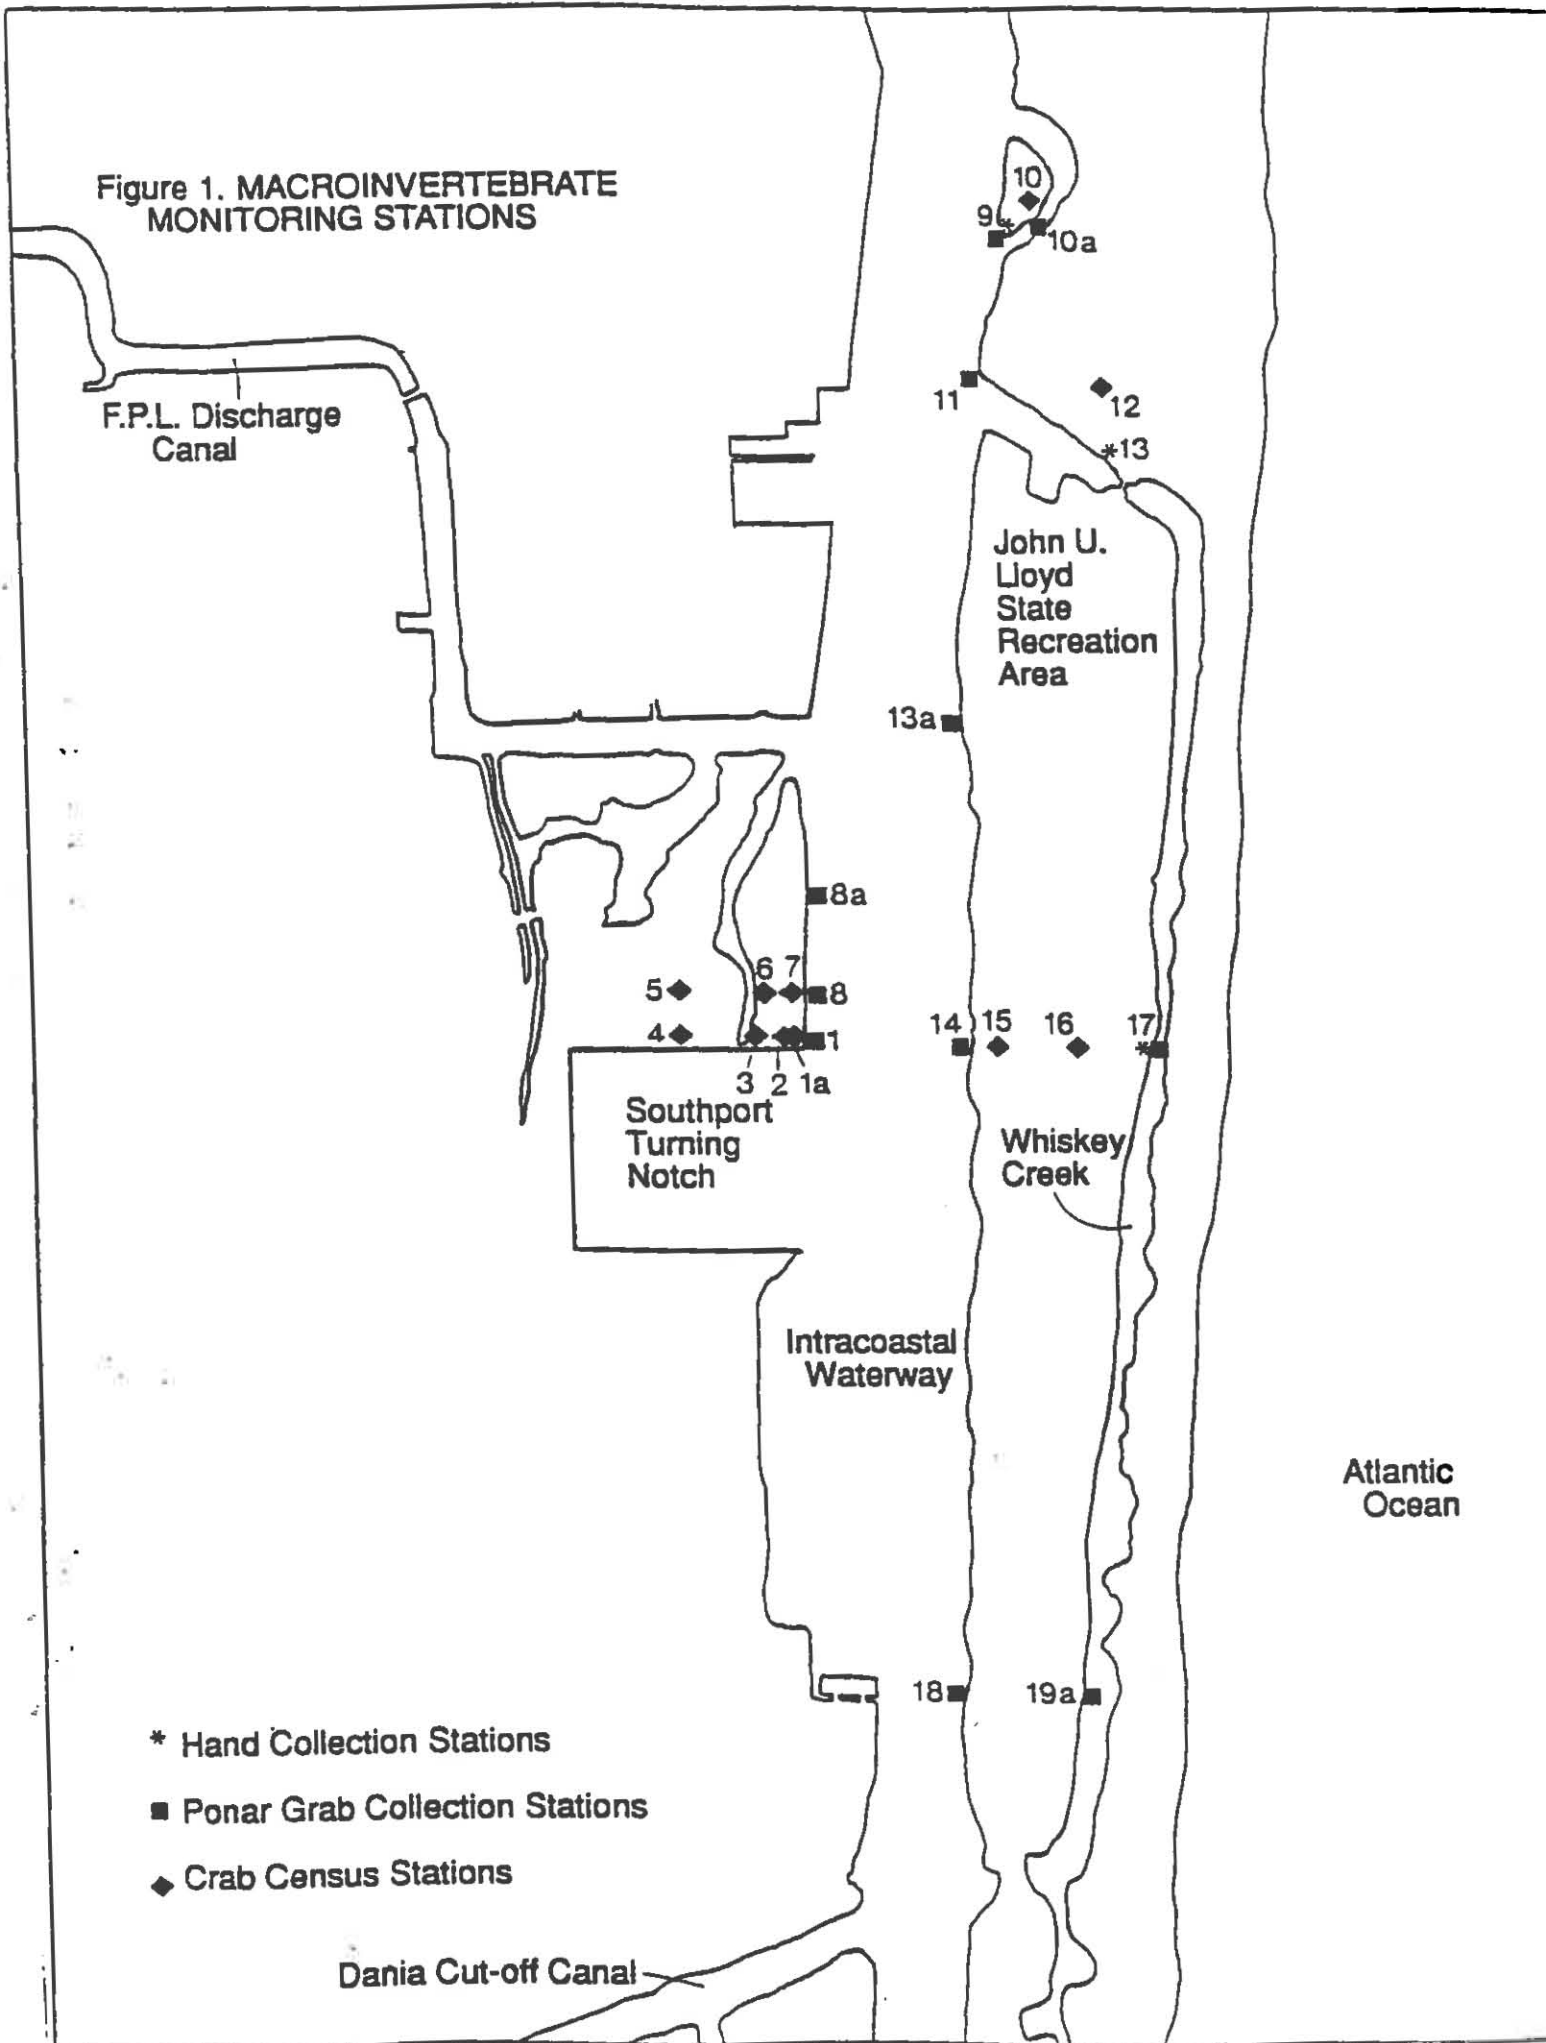 Figure 1. MACROINVERTEBRATE
MONITORING STATIONS
10
9
10a
F.P.L. Discharge
Canal
11
12
*13
John U.
Lloyd
State
Recreation
Area
13a
8a
5
6
7
8
4
1
14
15
16
17
3
2
1a
Southport
Turning
Notch
Whiskey
Creek
Intracoastal
Waterway
Atlantic
Ocean
18
19a
* Hand Collection Stations
■ Ponar Grab Collection Stations
◆ Crab Census Stations
Dania Cut-off Canal